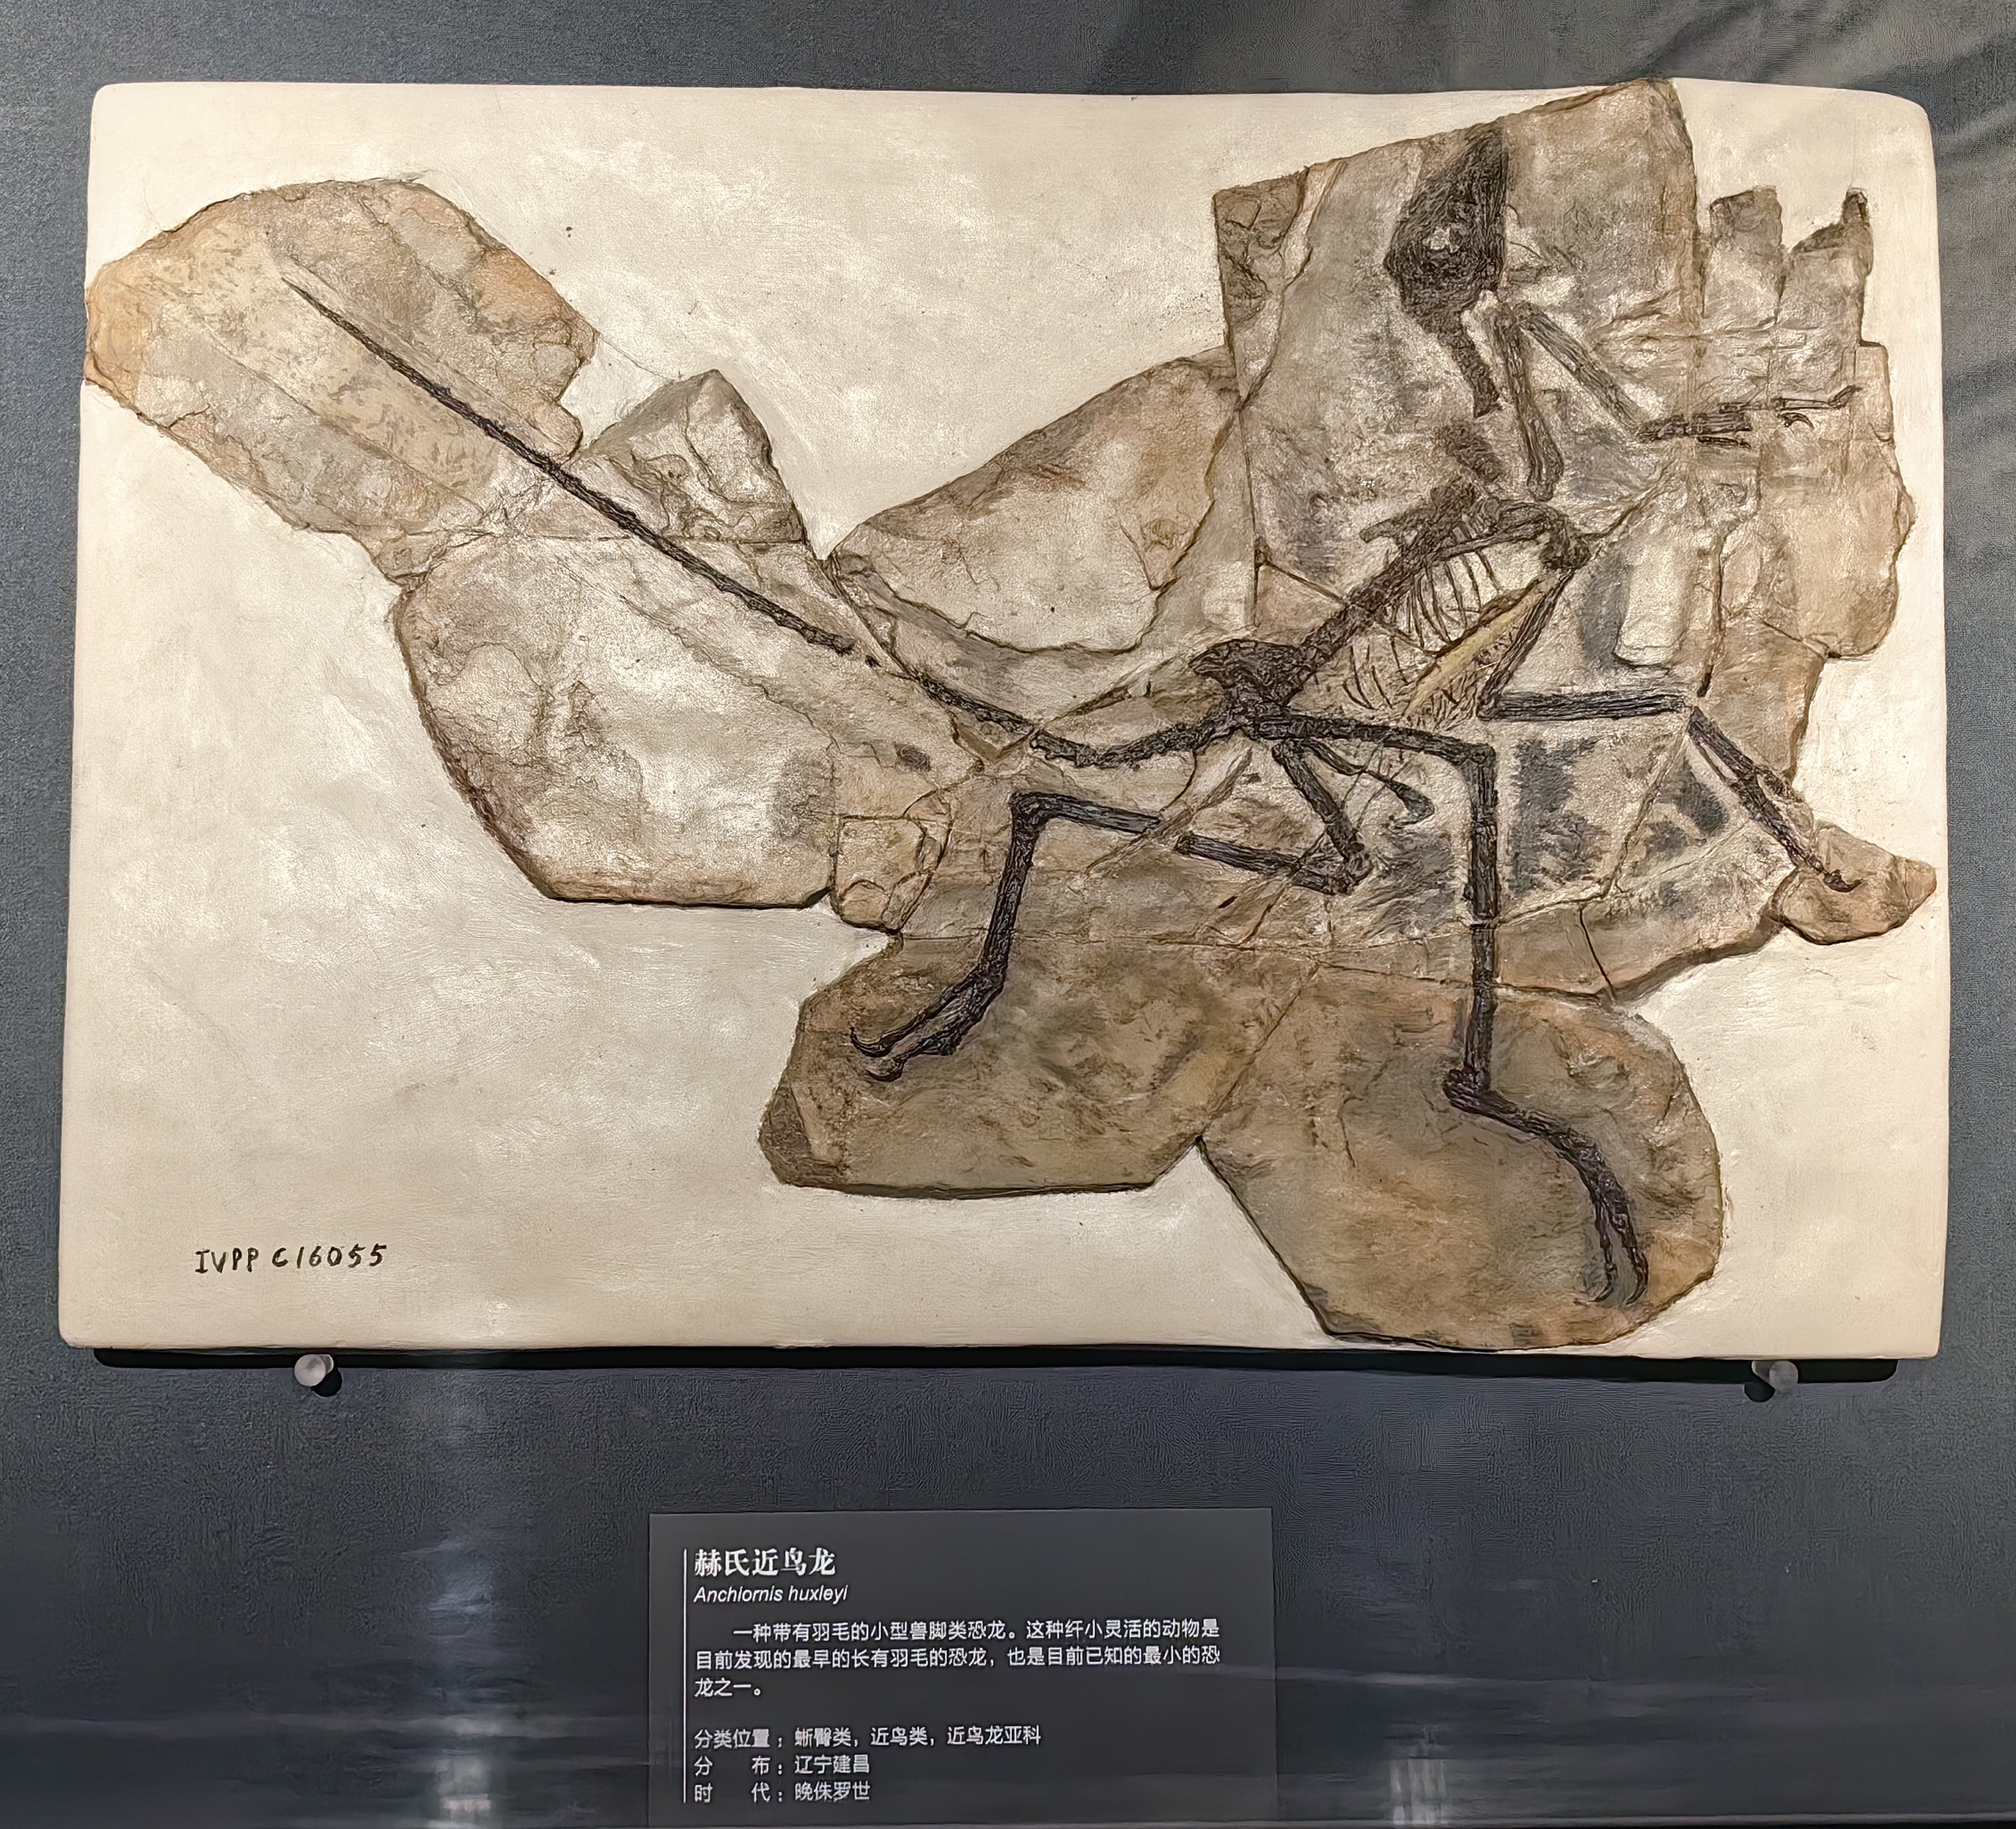 IVPP C16055
赫氏近鸟龙
Anchiornis huxleyi
一种带有羽毛的小型兽脚类恐龙。这种纤小灵活的动物是
目前发现的最早的长有羽毛的恐龙，也是目前已知的最小的恐
龙之一。
分类位置：蜥臀类，近鸟类，近鸟龙亚科
分　布：辽宁建昌
时　代：晚侏罗世